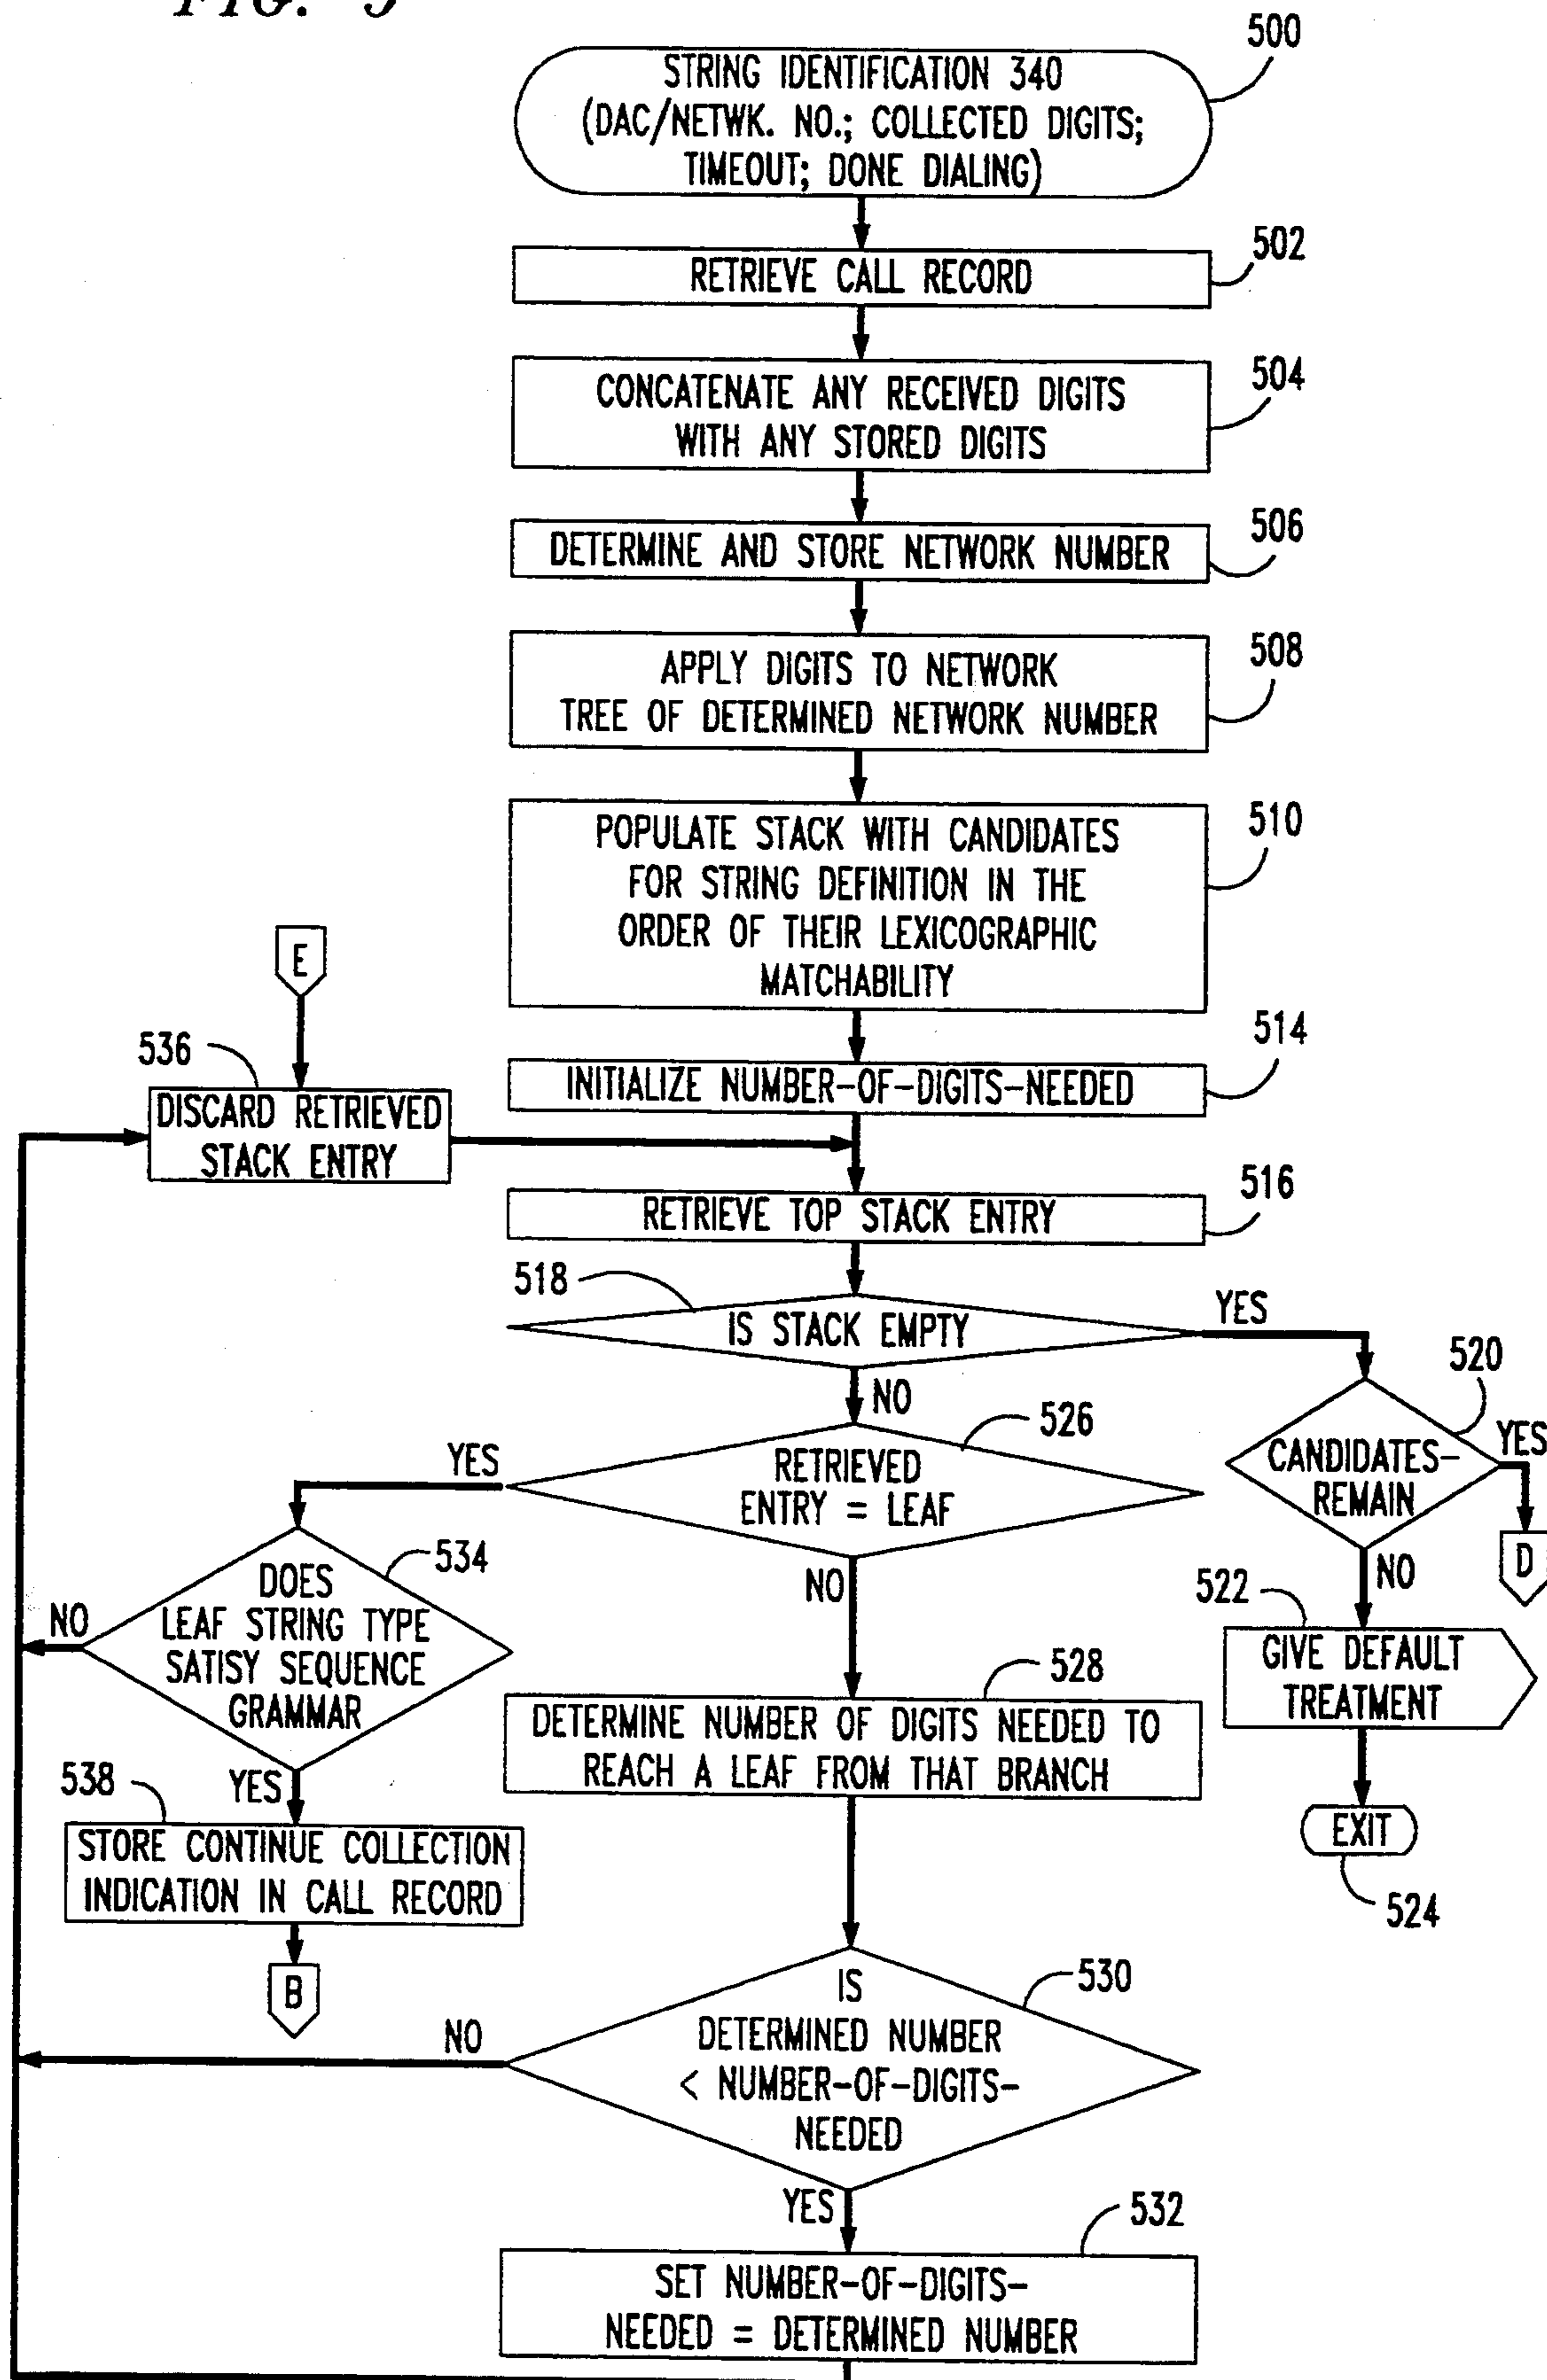 FIG. 5
500
STRING IDENTIFICATION 340
(DAC/NETWK. NO.; COLLECTED DIGITS;
TIMEOUT; DONE DIALING)
502
RETRIEVE CALL RECORD
504
CONCATENATE ANY RECEIVED DIGITS
WITH ANY STORED DIGITS
506
DETERMINE AND STORE NETWORK NUMBER
508
APPLY DIGITS TO NETWORK
TREE OF DETERMINED NETWORK NUMBER
510
POPULATE STACK WITH CANDIDATES
FOR STRING DEFINITION IN THE
ORDER OF THEIR LEXICOGRAPHIC
MATCHABILITY
E
514
INITIALIZE NUMBER-OF-DIGITS-NEEDED
536
DISCARD RETRIEVED
STACK ENTRY
516
RETRIEVE TOP STACK ENTRY
518
IS STACK EMPTY
YES
NO
520
CANDIDATES-
REMAIN
YES
D
NO
522
GIVE DEFAULT
TREATMENT
EXIT
524
526
RETRIEVED
ENTRY = LEAF
YES
NO
534
DOES
LEAF STRING TYPE
SATISY SEQUENCE
GRAMMAR
NO
YES
538
STORE CONTINUE COLLECTION
INDICATION IN CALL RECORD
B
528
DETERMINE NUMBER OF DIGITS NEEDED TO
REACH A LEAF FROM THAT BRANCH
530
IS
DETERMINED NUMBER
< NUMBER-OF-DIGITS-
NEEDED
NO
YES
532
SET NUMBER-OF-DIGITS-
NEEDED = DETERMINED NUMBER